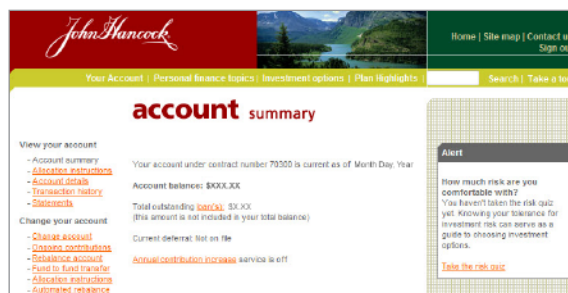 John Hancock
Home | Site map | Contact u
Sign ou
Your Account | Personal finance topics | Investment options | Plan Highlights |
Search | Take a to
account summary
View your account
- Account summary
- Allocation instructions
- Account details
- Transaction history
- Statements
Change your account
- Change account
- Ongoing contributions
- Rebalance account
- Fund to fund transfer
- Allocation instructions
- Automated rebalance
Your account under contract number 70300 is current as of Month Day, Year
Account balance: $XXX.XX
Total outstanding loan(s): $X.XX
(this amount is not included in your total balance)
Current deferral: Not on file
Annual contribution increase service is off
Alert
How much risk are you
comfortable with?
You haven't taken the risk quiz
yet. Knowing your tolerance for
investment risk can serve as a
guide to choosing investment
options.
Take the risk quiz